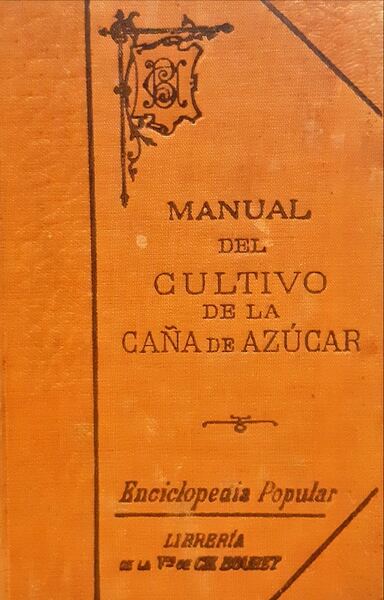 MANUAL
DEL
CULTIVO
DE LA
CAÑA DE AZÚCAR
Enciclopedia Popular
LIBRERÍA
DE LA Vda DE CH. BOURET